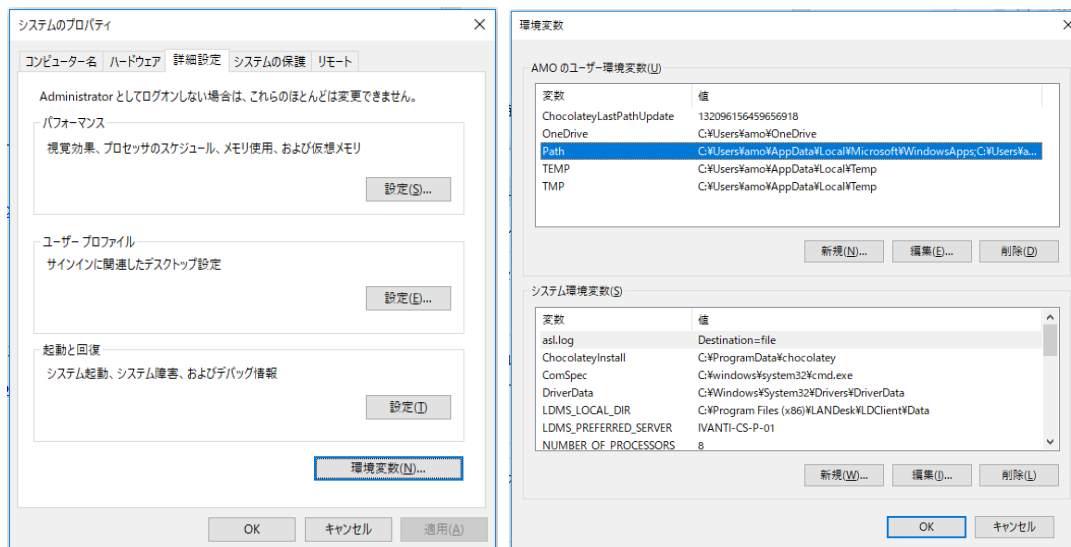 システムのプロパティ
コンピューター名 ハードウェア 詳細設定 システムの保護 リモート
Administrator としてログオンしない場合は、これらのほとんどは変更できません。
パフォーマンス
視覚効果、プロセッサのスケジュール、メモリ使用、および仮想メモリ
設定(S)...
ユーザー プロファイル
サインインに関連したデスクトップ設定
設定(E)...
起動と回復
システム起動、システム障害、およびデバッグ情報
設定(T)
環境変数(N)...
OK キャンセル 適用(A)
環境変数
AMO のユーザー環境変数(U)
変数 値
ChocolateyLastPathUpdate 132096156459656918
OneDrive C:¥Users¥amo¥OneDrive
Path C:¥Users¥amo¥AppData¥Local¥Microsoft¥WindowsApps;C:¥Users¥a...
TEMP C:¥Users¥amo¥AppData¥Local¥Temp
TMP C:¥Users¥amo¥AppData¥Local¥Temp
新規(N)... 編集(E)... 削除(D)
システム環境変数(S)
変数 値
asl.log Destination=file
ChocolateyInstall C:¥ProgramData¥chocolatey
ComSpec C:¥windows¥system32¥cmd.exe
DriverData C:¥Windows¥System32¥Drivers¥DriverData
LDMS_LOCAL_DIR C:¥Program Files (x86)¥LANDesk¥LDClient¥Data
LDMS_PREFERRED_SERVER IVANTI-CS-P-01
NUMBER OF PROCESSORS 8
新規(W)... 編集(I)... 削除(L)
OK キャンセル